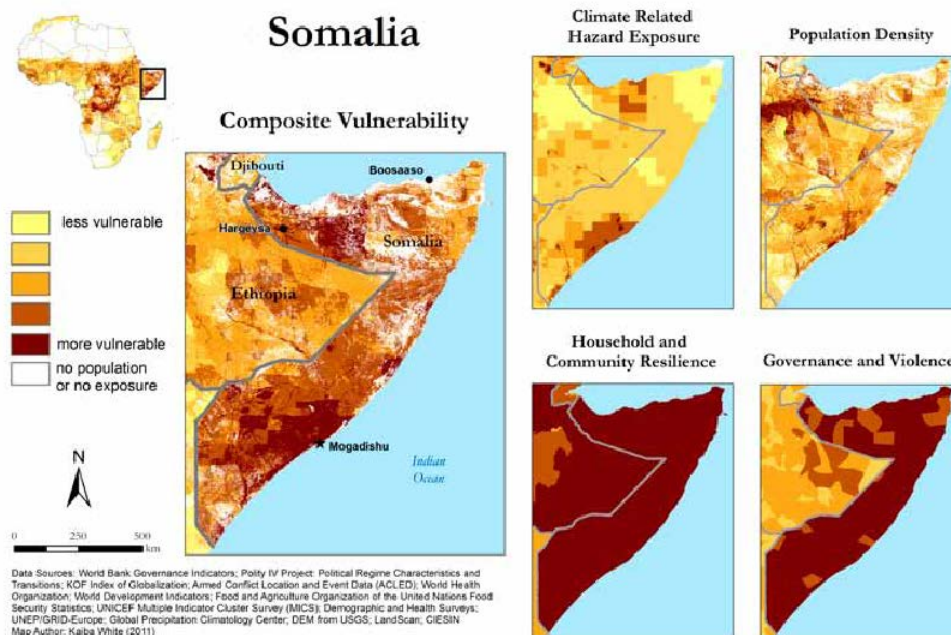 Somalia
Composite Vulnerability
Djibouti
Boosaaso
Hargeysa
Somalia
Ethiopia
Mogadishu
Indian
Ocean
less vulnerable
more vulnerable
no population
or no exposure
N
0 250 500
km
Climate Related
Hazard Exposure
Population Density
Household and
Community Resilience
Governance and Violence
Data Sources: World Bank Governance Indicators; Polity IV Project: Political Regime Characteristics and
Transitions; KOF Index of Globalization; Armed Conflict Location and Event Data (ACLED); World Health
Organization; World Development Indicators; Food and Agriculture Organization of the United Nations Food
Security Statistics; UNICEF Multiple Indicator Cluster Survey (MICS); Demographic and Health Surveys;
UNEP/GRID-Europe; Global Precipitation Climatology Center; DEM from USGS; LandScan; CIESIN
Map Author: Kaiba White (2011)